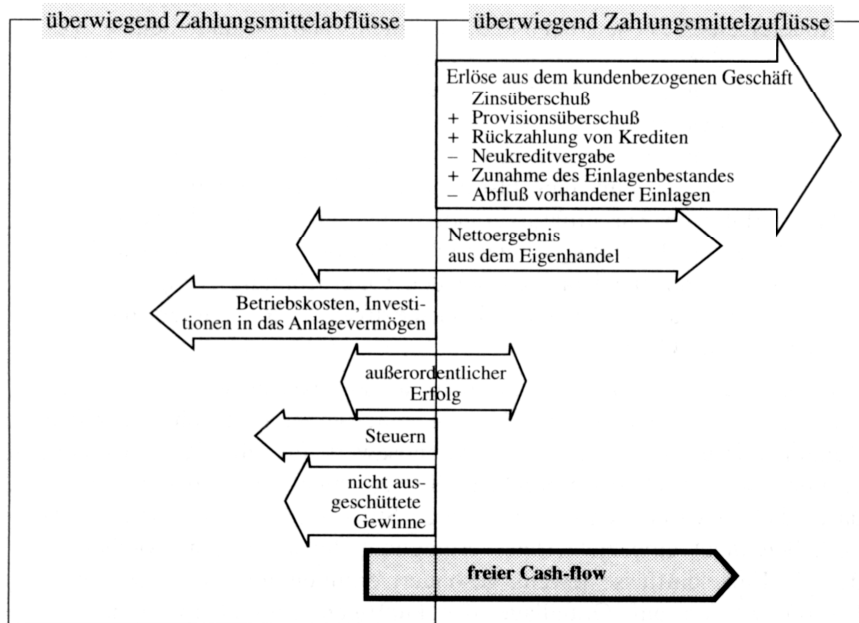 überwiegend Zahlungsmittelabflüsse
überwiegend Zahlungsmittelzuflüsse
Erlöse aus dem kundenbezogenen Geschäft
Zinsüberschuß
+ Provisionsüberschuß
+ Rückzahlung von Krediten
– Neukreditvergabe
+ Zunahme des Einlagenbestandes
– Abfluß vorhandener Einlagen
Nettoergebnis
aus dem Eigenhandel
Betriebskosten, Investi-
tionen in das Anlagevermögen
außerordentlicher
Erfolg
Steuern
nicht aus-
geschüttete
Gewinne
freier Cash-flow